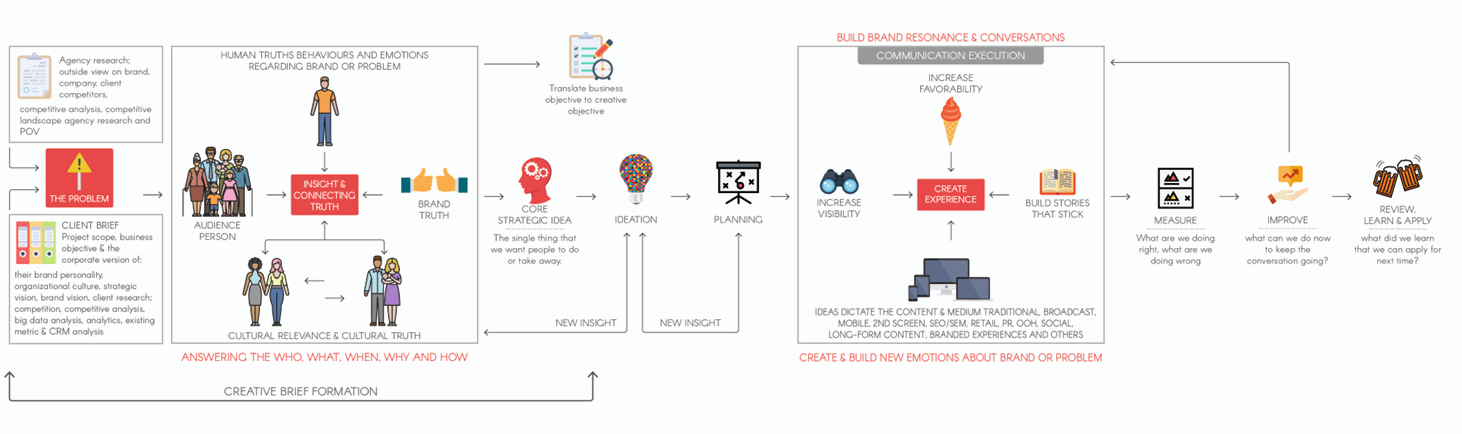 Agency research;
outside view on brand,
company, client
competitors,
competitive analysis, competitive
landscape agency research and
POV
THE PROBLEM
CLIENT BRIEF
Project scope, business
objective & the
corporate version of:
their brand personality,
organizational culture, strategic
vision, brand vision, client research;
competition, competitive analysis,
big data analysis, analytics, existing
metric & CRM analysis
HUMAN TRUTHS BEHAVIOURS AND EMOTIONS
REGARDING BRAND OR PROBLEM
AUDIENCE
PERSON
INSIGHT &
CONNECTING
TRUTH
BRAND
TRUTH
CULTURAL RELEVANCE & CULTURAL TRUTH
ANSWERING THE WHO, WHAT, WHEN, WHY AND HOW
CREATIVE BRIEF FORMATION
Translate business
objective to creative
objective
CORE
STRATEGIC IDEA
The single thing that
we want people to do
or take away.
IDEATION
PLANNING
NEW INSIGHT
NEW INSIGHT
BUILD BRAND RESONANCE & CONVERSATIONS
COMMUNICATION EXECUTION
INCREASE
FAVORABILITY
INCREASE
VISIBILITY
CREATE
EXPERIENCE
BUILD STORIES
THAT STICK
IDEAS DICTATE THE CONTENT & MEDIUM TRADITIONAL BROADCAST,
MOBILE, 2ND SCREEN, SEO/SEM, RETAIL, PR, OOH, SOCIAL,
LONG-FORM CONTENT, BRANDED EXPERIENCES AND OTHERS
CREATE & BUILD NEW EMOTIONS ABOUT BRAND OR PROBLEM
MEASURE
What are we doing
right, what are we
doing wrong
IMPROVE
what can we do now
to keep the
conversation going?
REVIEW,
LEARN & APPLY
what did we learn
that we can apply for
next time?